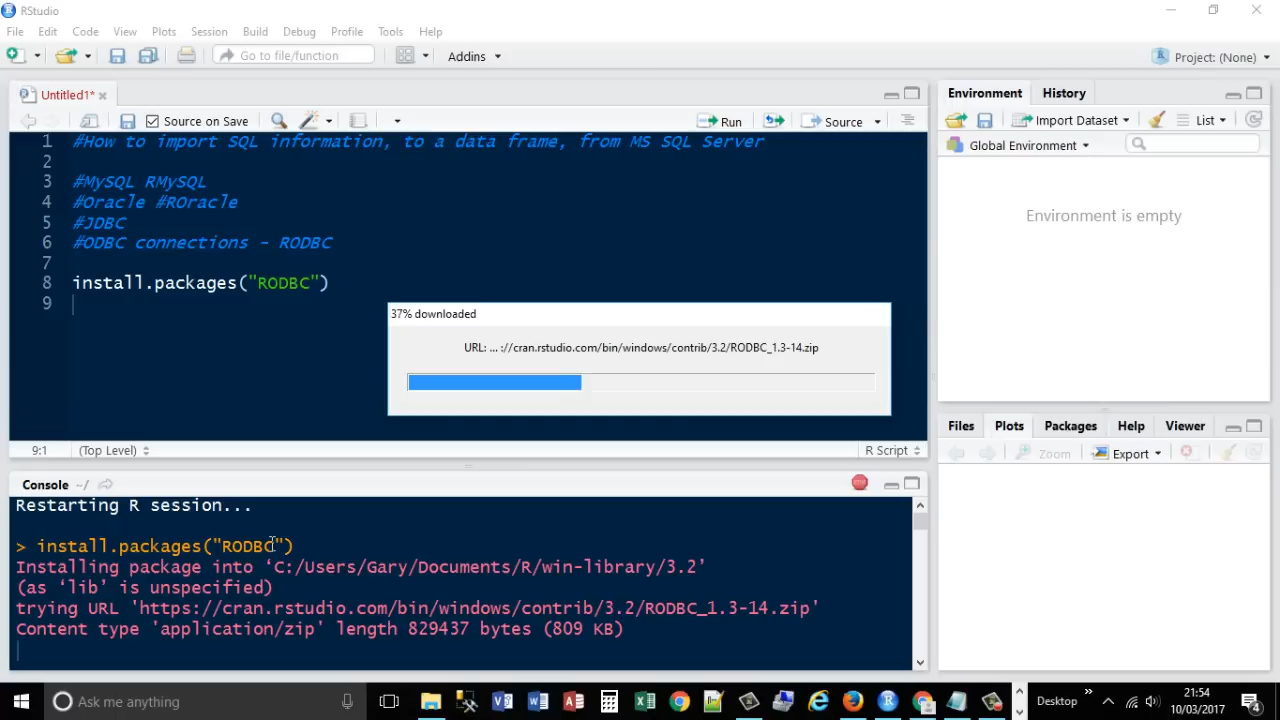 RStudio
File Edit Code View Plots Session Build Debug Profile Tools Help
Go to file/function Addins Project: (None)
Untitled1*
Source on Save Run Source
1 #How to import SQL information, to a data frame, from MS SQL Server
2
3 #MySQL RMySQL
4 #Oracle #ROracle
5 #JDBC
6 #ODBC connections - RODBC
7
8 install.packages("RODBC")
9
37% downloaded
URL: ... ://cran.rstudio.com/bin/windows/contrib/3.2/RODBC_1.3-14.zip
9:1 (Top Level) R Script
Console ~/
Restarting R session...
> install.packages("RODBC")
Installing package into ‘C:/Users/Gary/Documents/R/win-library/3.2’
(as ‘lib’ is unspecified)
trying URL 'https://cran.rstudio.com/bin/windows/contrib/3.2/RODBC_1.3-14.zip'
Content type 'application/zip' length 829437 bytes (809 KB)
Environment History
Import Dataset List
Global Environment
Environment is empty
Files Plots Packages Help Viewer
Zoom Export
Ask me anything
Desktop
21:54
10/03/2017
4